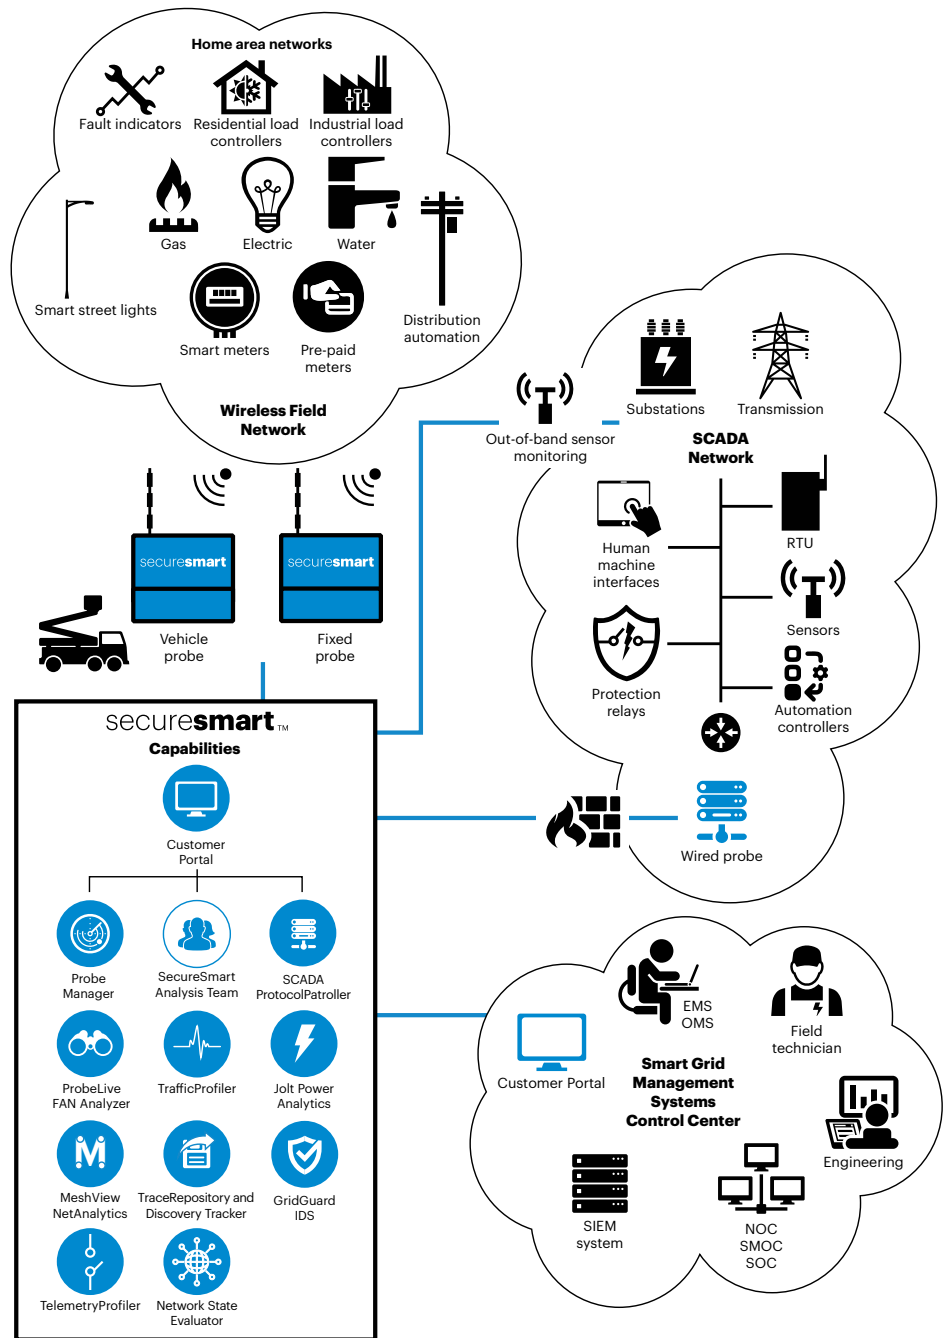 Home area networks
Fault indicators
Residential load
controllers
Industrial load
controllers
Gas
Electric
Water
Smart street lights
Smart meters
Pre-paid
meters
Distribution
automation
Wireless Field
Network
securesmart
Vehicle
probe
securesmart
Fixed
probe
Out-of-band sensor
monitoring
Substations
Transmission
SCADA
Network
Human
machine
interfaces
RTU
Sensors
Protection
relays
Automation
controllers
Wired probe
securesmart™
Capabilities
Customer
Portal
Probe
Manager
SecureSmart
Analysis Team
SCADA
ProtocolPatroller
ProbeLive
FAN Analyzer
TrafficProfiler
Jolt Power
Analytics
M
MeshView
NetAnalytics
TraceRepository and
Discovery Tracker
GridGuard
IDS
TelemetryProfiler
Network State
Evaluator
EMS
OMS
Field
technician
Customer Portal
Smart Grid
Management
Systems
Control Center
Engineering
SIEM
system
NOC
SMOC
SOC